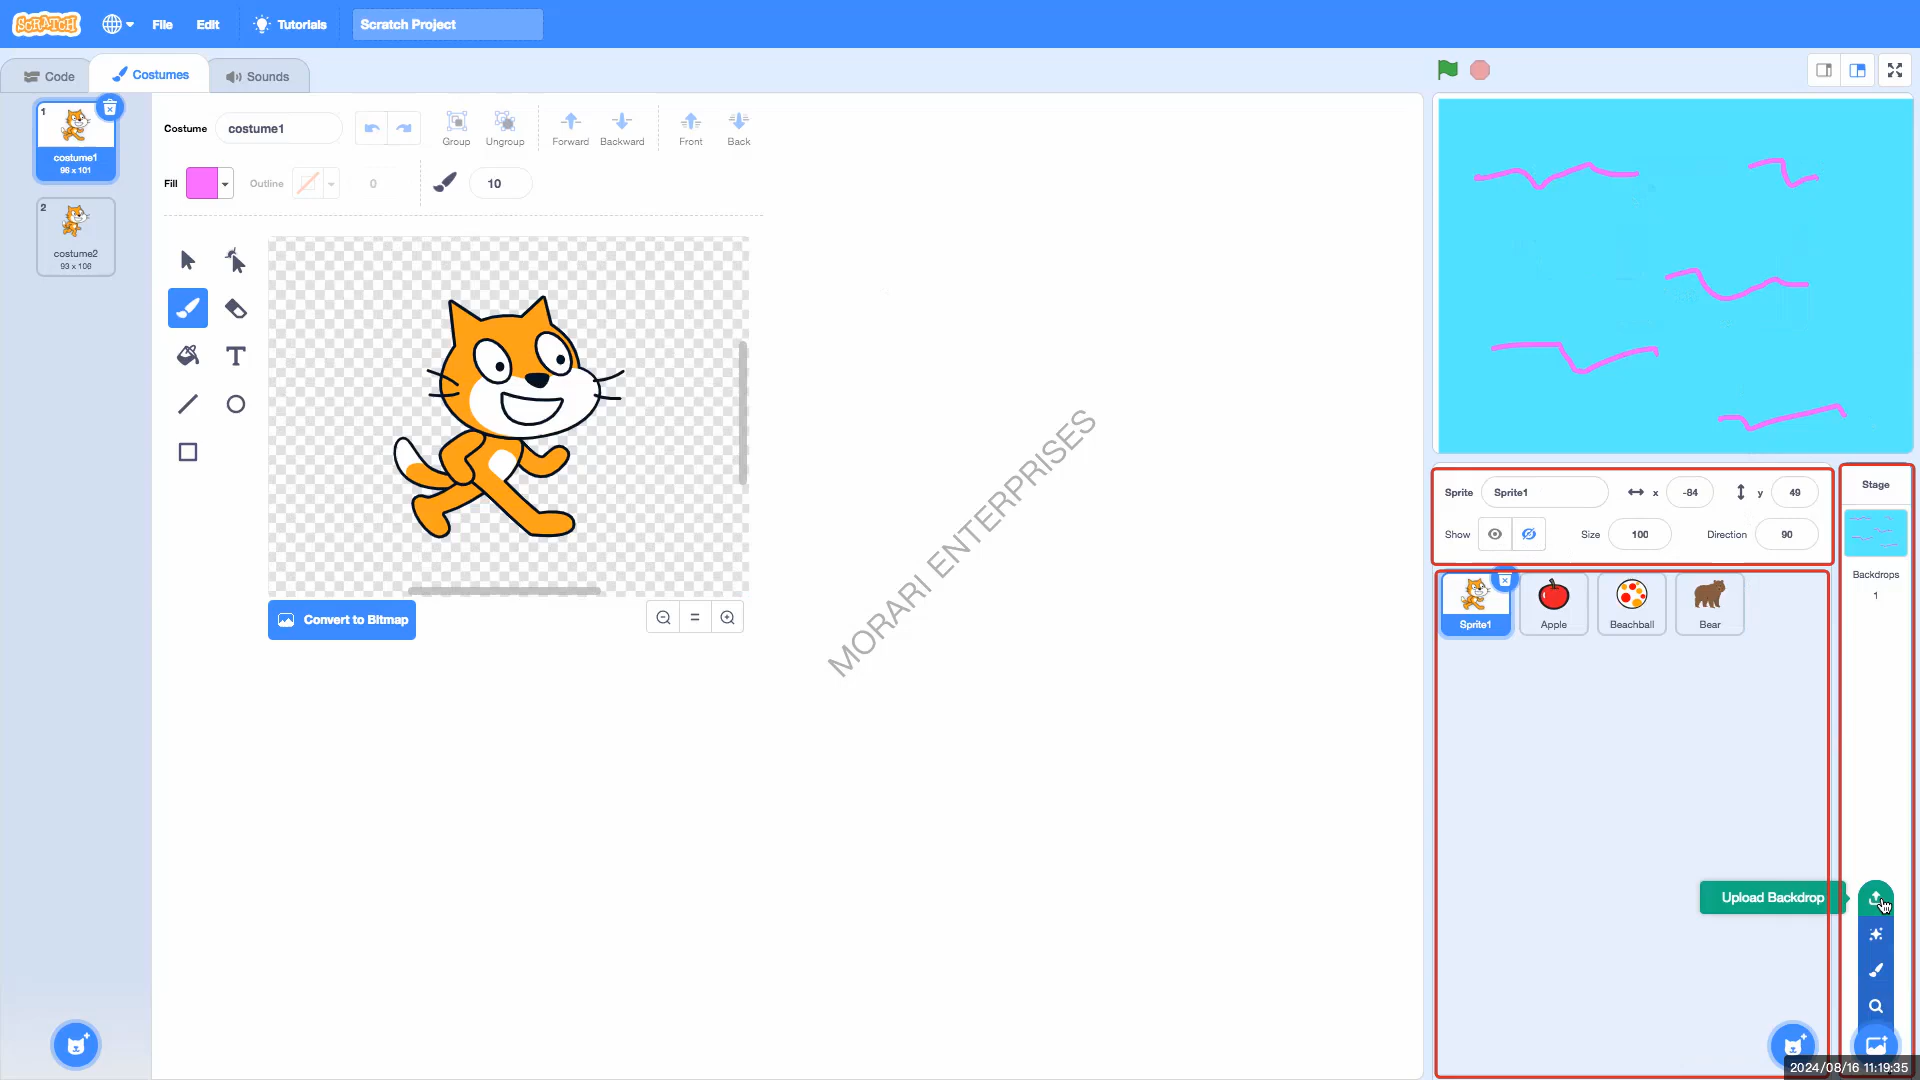 SCRATCH
File
Edit
Tutorials
Scratch Project
Code
Costumes
Sounds
1
costume1
98 x 101
2
costume2
93 x 106
Costume
costume1
Group
Ungroup
Forward
Backward
Front
Back
Fill
Outline
0
10
Convert to Bitmap
MORARI ENTERPRISES
Sprite
Sprite1
x
-84
y
49
Show
Size
100
Direction
90
Sprite1
Apple
Beachball
Bear
Stage
Backdrops
1
Upload Backdrop
2024/08/16 11:19:35